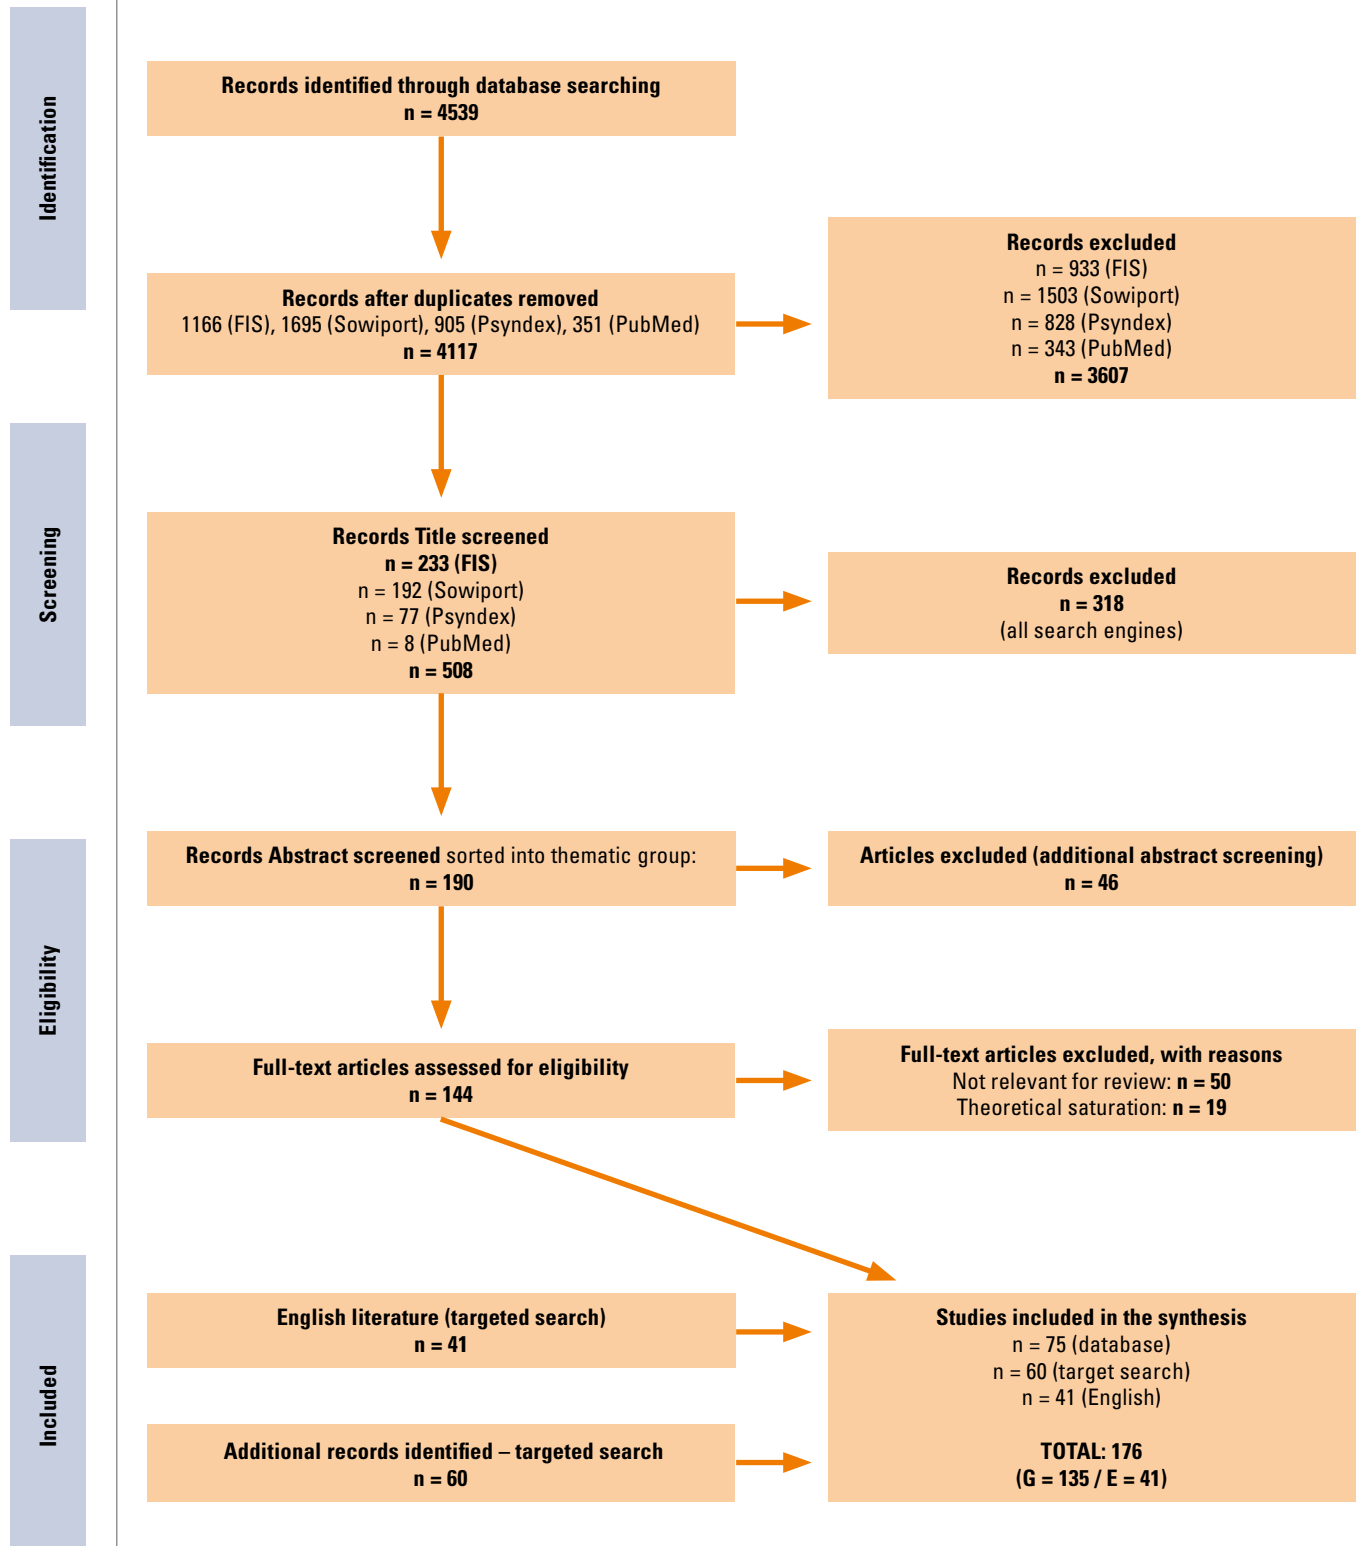 Identification
Records identified through database searching
n = 4539
Records after duplicates removed
1166 (FIS), 1695 (Sowiport), 905 (Psyndex), 351 (PubMed)
n = 4117
Records excluded
n = 933 (FIS)
n = 1503 (Sowiport)
n = 828 (Psyndex)
n = 343 (PubMed)
n = 3607
Screening
Records Title screened
n = 233 (FIS)
n = 192 (Sowiport)
n = 77 (Psyndex)
n = 8 (PubMed)
n = 508
Records excluded
n = 318
(all search engines)
Eligibility
Records Abstract screened sorted into thematic group:
n = 190
Articles excluded (additional abstract screening)
n = 46
Full-text articles assessed for eligibility
n = 144
Full-text articles excluded, with reasons
Not relevant for review: n = 50
Theoretical saturation: n = 19
Included
English literature (targeted search)
n = 41
Additional records identified – targeted search
n = 60
Studies included in the synthesis
n = 75 (database)
n = 60 (target search)
n = 41 (English)
TOTAL: 176
(G = 135 / E = 41)